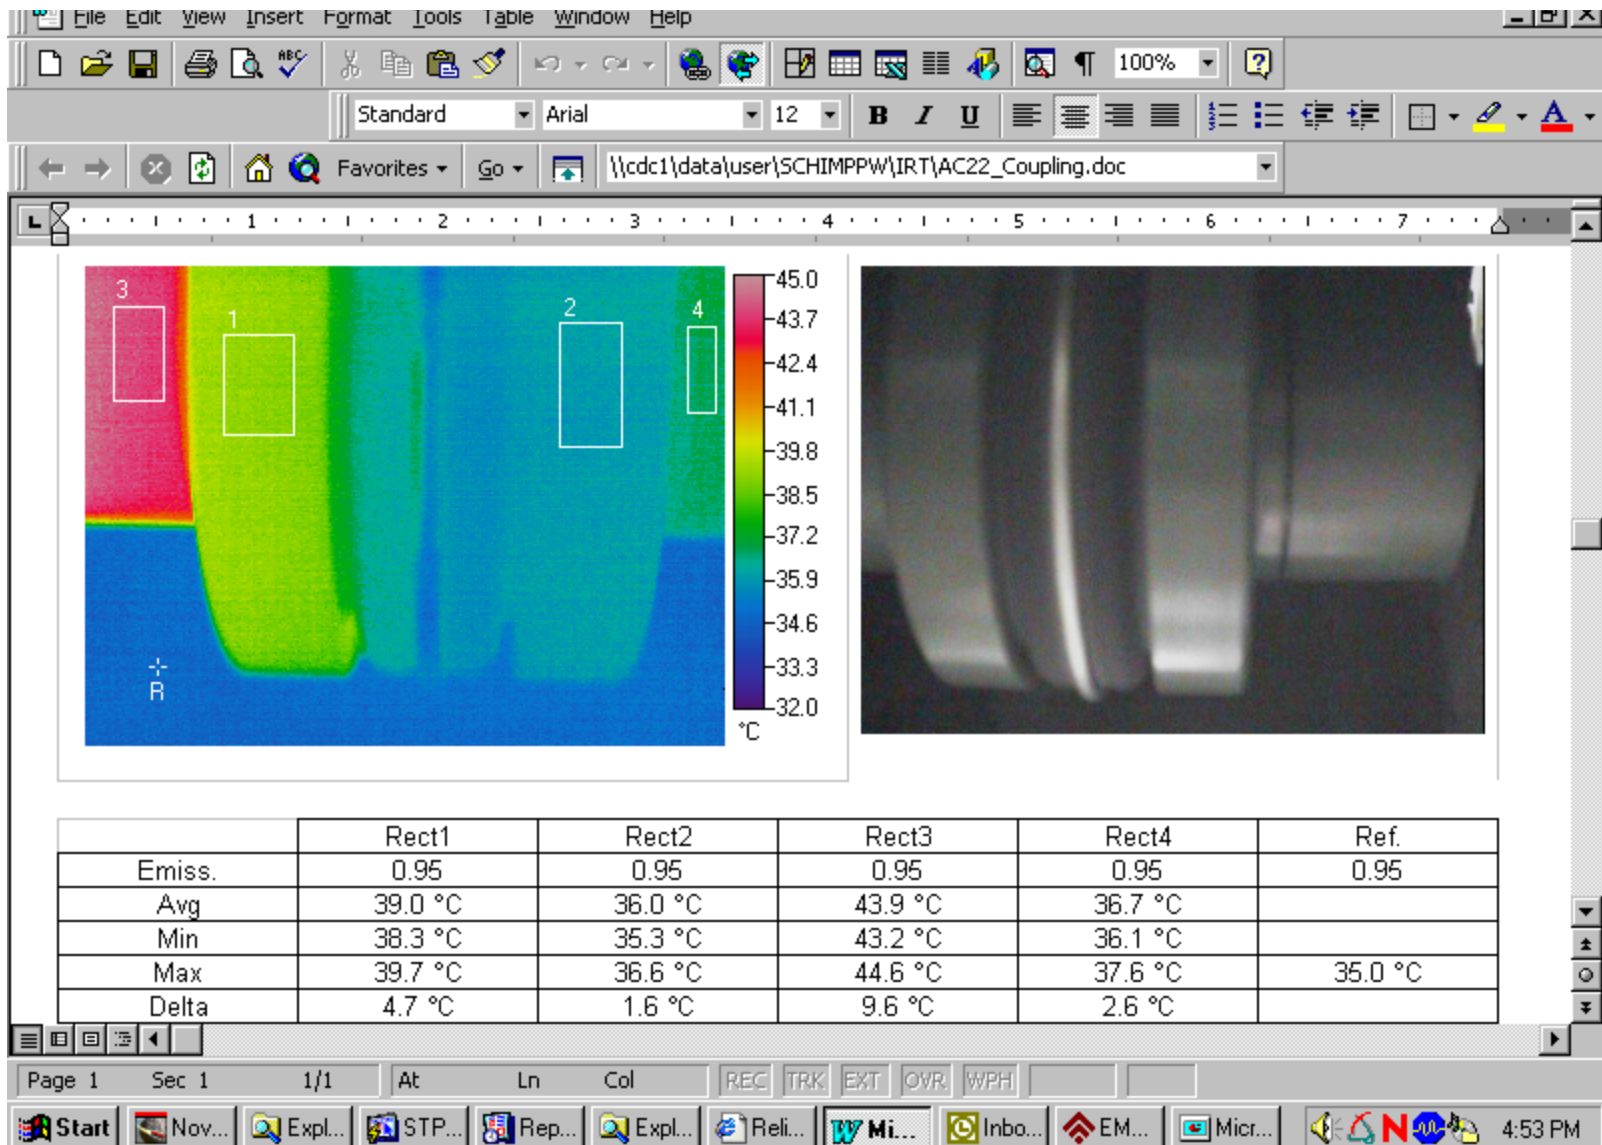 File Edit View Insert Format Tools Table Window Help
ABC 100% ?
Standard Arial 12 B I U A
Favorites Go \\cdc1\data\user\SCHIMPPW\IRT\AC22_Coupling.doc
L 1 2 3 4 5 6 7
3 1 2 4
R
45.0
43.7
42.4
41.1
39.8
38.5
37.2
35.9
34.6
33.3
32.0
°C
Rect1 Rect2 Rect3 Rect4 Ref.
Emiss. 0.95 0.95 0.95 0.95 0.95
Avg 39.0 °C 36.0 °C 43.9 °C 36.7 °C
Min 38.3 °C 35.3 °C 43.2 °C 36.1 °C
Max 39.7 °C 36.6 °C 44.6 °C 37.6 °C 35.0 °C
Delta 4.7 °C 1.6 °C 9.6 °C 2.6 °C
Page 1 Sec 1 1/1 At Ln Col REC TRK EXT OVR WPH
Start Nov... Expl... STP... Rep... Expl... Reli... Mi... Inbo... EM... Micr... N 4:53 PM